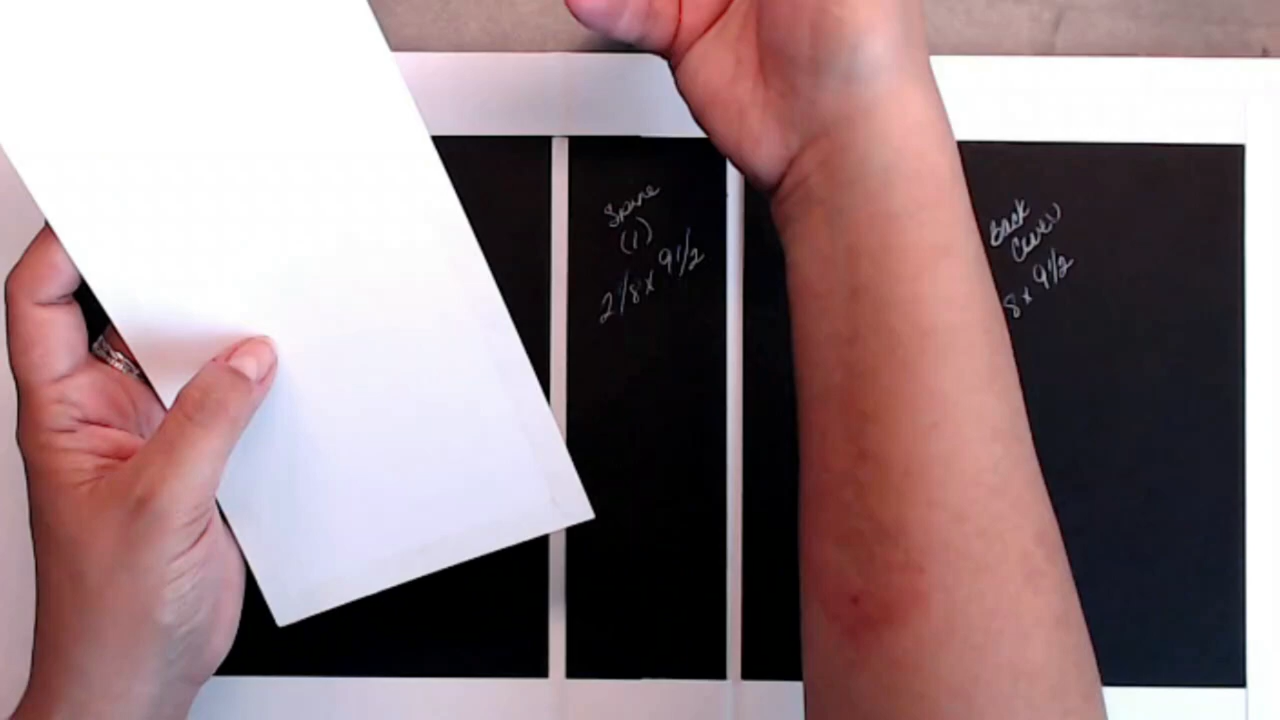 Spine
(1)
2 1/8 x 9 1/2
Back
Cover
8 x 9 1/2